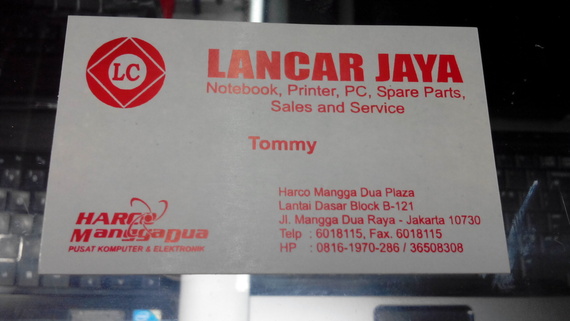 LC
LANCAR JAYA
Notebook, Printer, PC, Spare Parts,
Sales and Service
Tommy
HARCO
MANGGADUA
PUSAT KOMPUTER & ELEKTRONIK
Harco Mangga Dua Plaza
Lantai Dasar Block B-121
Jl. Mangga Dua Raya - Jakarta 10730
Telp : 6018115, Fax. 6018115
HP : 0816-1970-286 / 36508308